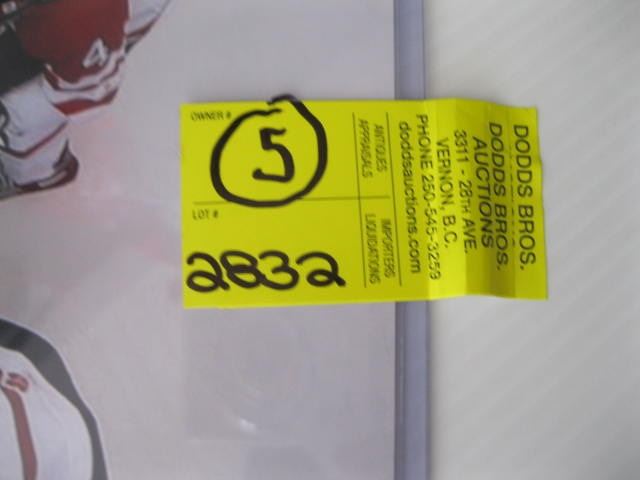 DODDS BROS.
DODDS BROS.
AUCTIONS
3311 - 28TH AVE.
VERNON, B.C.
PHONE 250-545-3259
doddsauctions.com
ANTIQUES
APPRAISALS
IMPORTERS
LIQUIDATIONS
OWNER #
5
LOT #
2832
4